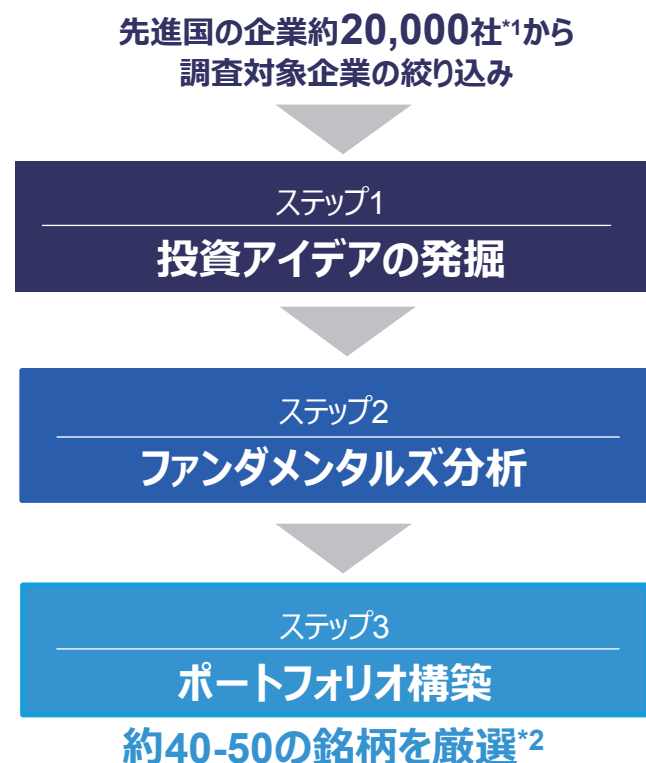 先進国の企業約20,000社*1から
調査対象企業の絞り込み
ステップ1
投資アイデアの発掘
ステップ2
ファンダメンタルズ分析
ステップ3
ポートフォリオ構築
約40-50の銘柄を厳選*2